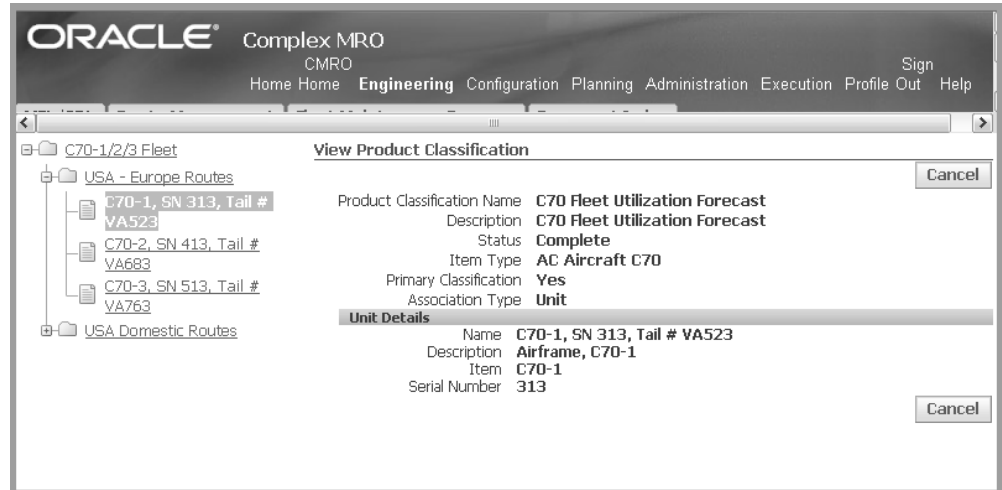 ORACLE® Complex MRO
CMRO Sign
Home Home Engineering Configuration Planning Administration Execution Profile Out Help
C70-1/2/3 Fleet
USA - Europe Routes
C70-1, SN 313, Tail #
VA523
C70-2, SN 413, Tail #
VA683
C70-3, SN 513, Tail #
VA763
USA Domestic Routes
View Product Classification
Cancel
Product Classification Name C70 Fleet Utilization Forecast
Description C70 Fleet Utilization Forecast
Status Complete
Item Type AC Aircraft C70
Primary Classification Yes
Association Type Unit
Unit Details
Name C70-1, SN 313, Tail # VA523
Description Airframe, C70-1
Item C70-1
Serial Number 313
Cancel